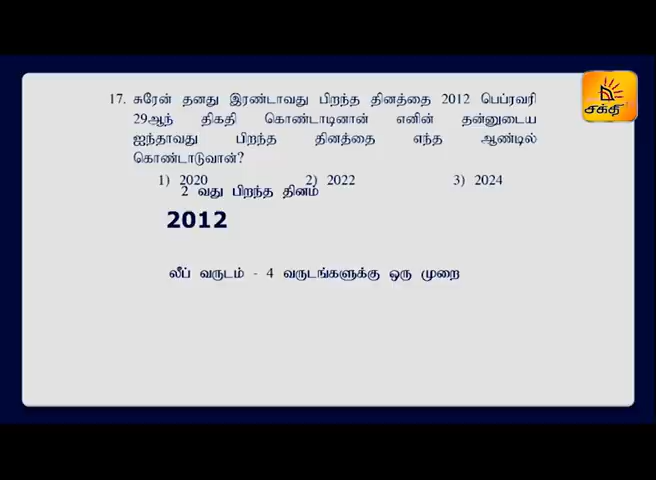 சக்தி
17. சுரேன் தனது இரண்டாவது பிறந்த தினத்தை 2012 பெப்ரவரி
29ஆந் திகதி கொண்டாடினான் எனின் தன்னுடைய
ஐந்தாவது பிறந்த தினத்தை எந்த ஆண்டில்
கொண்டாடுவான்?
1) 2020 2) 2022 3) 2024
2 வது பிறந்த தினம்
2012
லீப் வருடம் - 4 வருடங்களுக்கு ஒரு முறை